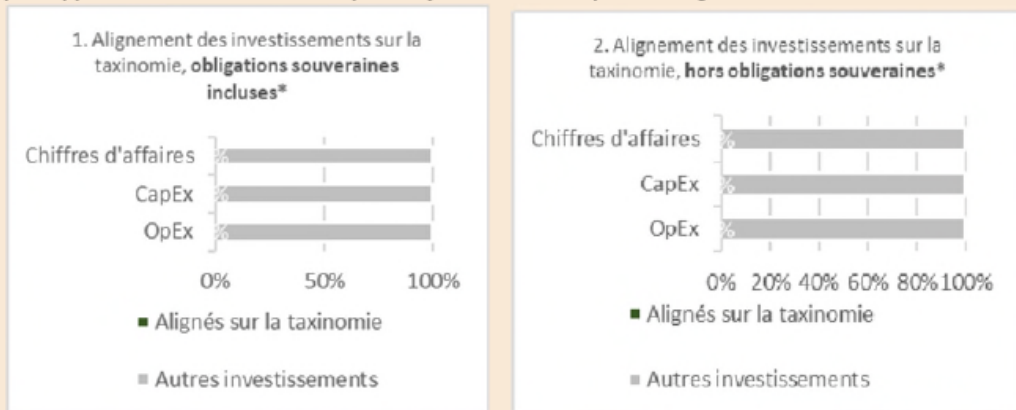 1. Alignement des investissements sur la
taxinomie, obligations souveraines
incluses*
Chiffres d'affaires
%
CapEx
%
OpEx
%
0% 50% 100%
Alignés sur la taxinomie
Autres investissements
2. Alignement des investissements sur la
taxinomie, hors obligations souveraines*
Chiffres d'affaires
%
CapEx
%
OpEx
%
0% 20% 40% 60% 80% 100%
Alignés sur la taxinomie
Autres investissements